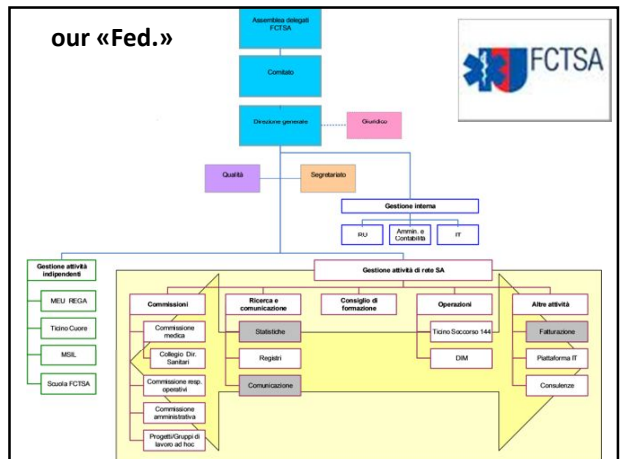 our «Fed.»
Assemblea delegati
FCTSA
FCTSA
Comitato
Direzione generale
Giuridico
Qualità
Segretariato
Gestione interna
RU
Ammin. e
Contabilità
IT
Gestione attività
indipendenti
MEU REGA
Ticino Cuore
MSIL
Scuola FCTSA
Gestione attività di rete SA
Commissioni
Commissione
medica
Collegio Dir.
Sanitari
Commissione resp.
operativi
Commissione
amministrativa
Progetti/Gruppi di
lavoro ad hoc
Ricerca e
comunicazione
Statistiche
Registri
Comunicazione
Consiglio di
formazione
Operazioni
Ticino Soccorso 144
DIM
Altre attività
Fatturazione
Piattaforma IT
Consulenze